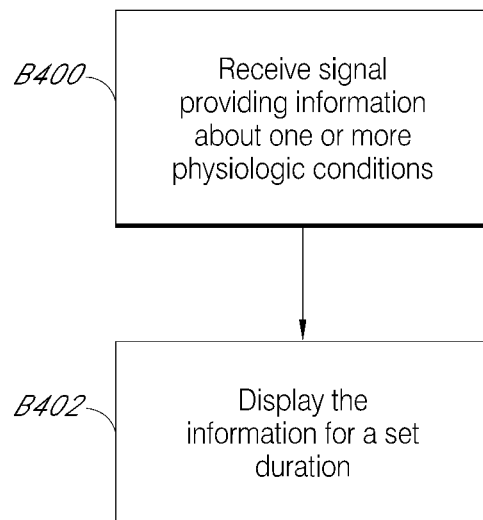 B400
Receive signal
providing information
about one or more
physiologic conditions
B402
Display the
information for a set
duration